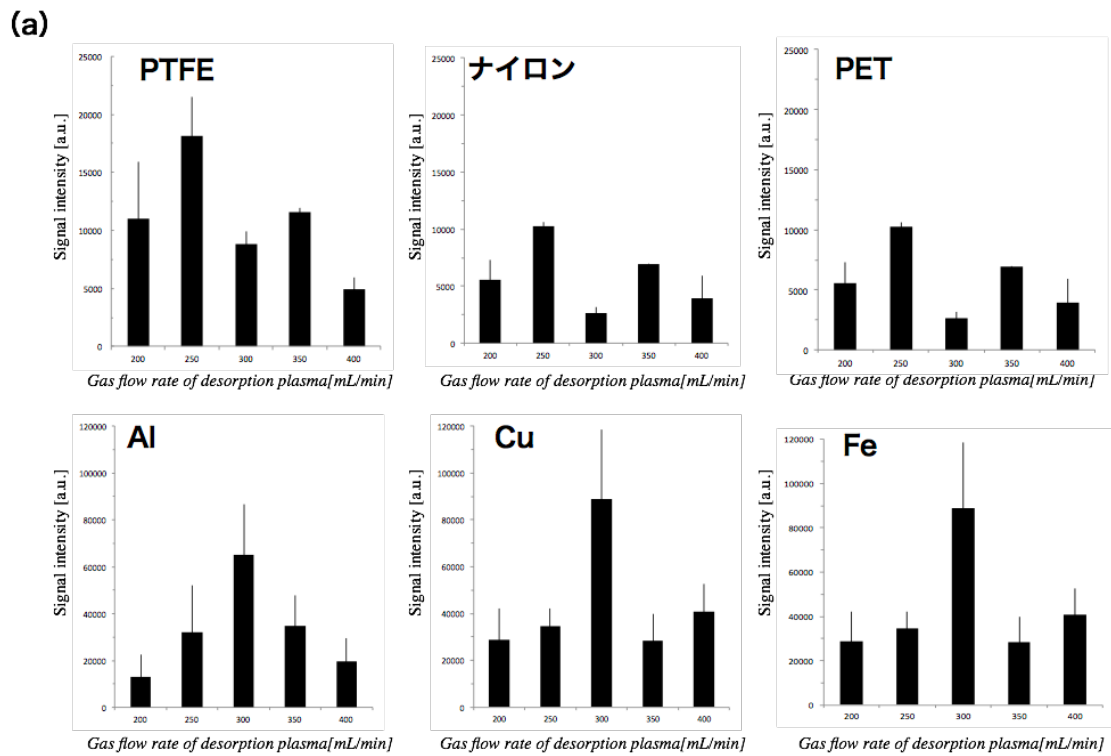 (a)
PTFE
25000
20000
15000
10000
5000
0
Signal intensity [a.u.]
200 250 300 350 400
Gas flow rate of desorption plasma[mL/min]
ナイロン
25000
20000
15000
10000
5000
0
Signal intensity [a.u.]
200 250 300 350 400
Gas flow rate of desorption plasma[mL/min]
PET
25000
20000
15000
10000
5000
0
Signal intensity [a.u.]
200 250 300 350 400
Gas flow rate of desorption plasma[mL/min]
Al
120000
100000
80000
60000
40000
20000
0
Signal intensity [a.u.]
200 250 300 350 400
Gas flow rate of desorption plasma[mL/min]
Cu
120000
100000
80000
60000
40000
20000
0
Signal intensity [a.u.]
200 250 300 350 400
Gas flow rate of desorption plasma[mL/min]
Fe
120000
100000
80000
60000
40000
20000
0
Signal intensity [a.u.]
200 250 300 350 400
Gas flow rate of desorption plasma[mL/min]